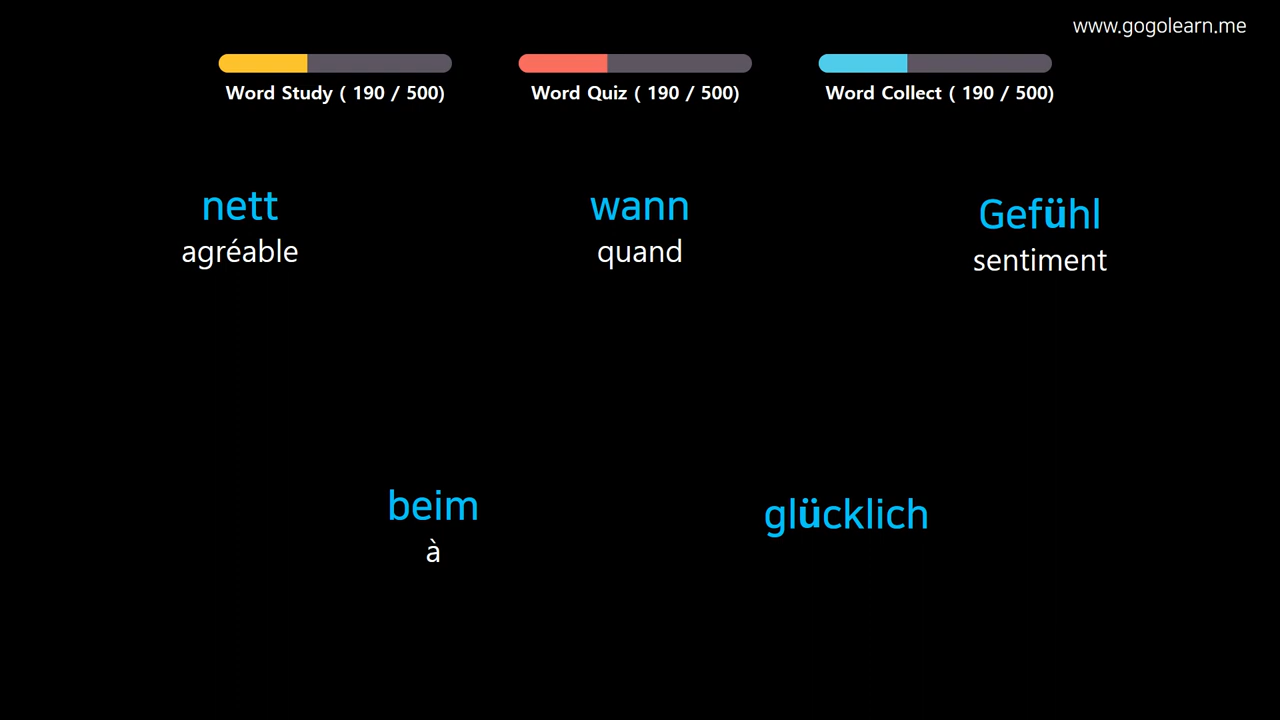 www.gogolearn.me
Word Study ( 190 / 500)
Word Quiz ( 190 / 500)
Word Collect ( 190 / 500)
nett
agréable
wann
quand
Gefühl
sentiment
beim
à
glücklich